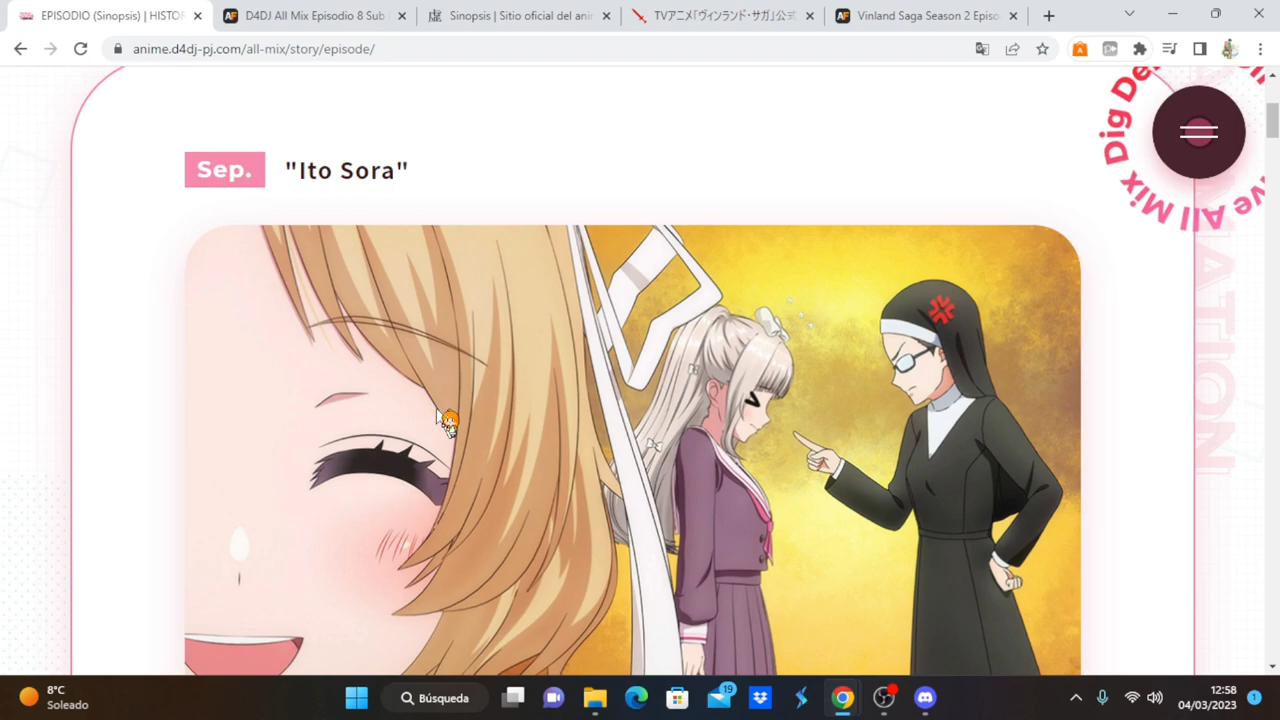 EPISODIO (Sinopsis) | HISTOR
D4DJ All Mix Episodio 8 Sub
Sinopsis | Sitio oficial del ani
TVアニメ「ヴィンランド・サガ」公式
Vinland Saga Season 2 Episo
anime.d4dj-pj.com/all-mix/story/episode/
Dig De
ve All Mix
Sep. "Ito Sora"
MATION
8°C
Soleado
Búsqueda
19
12:58
04/03/2023
1